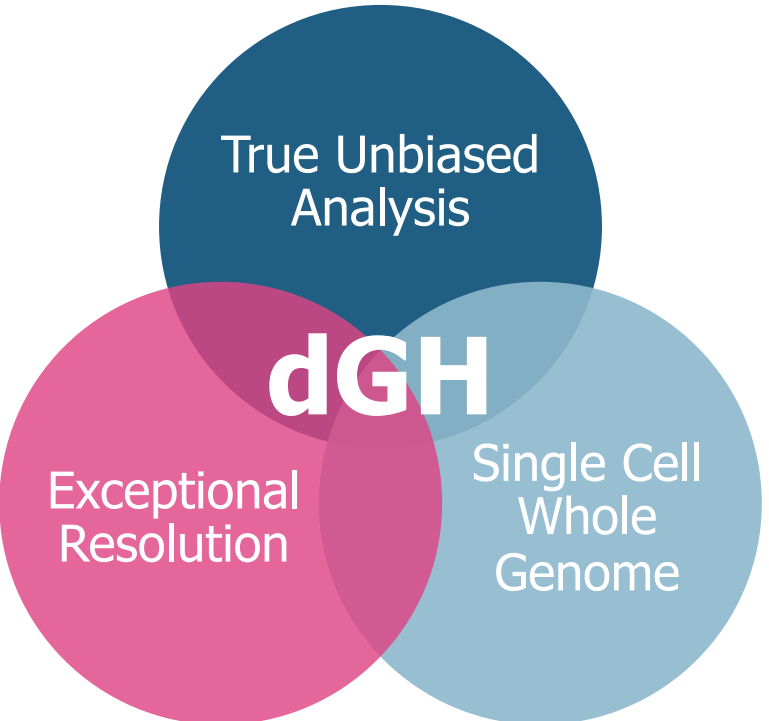 True Unbiased
Analysis
dGH
Exceptional
Resolution
Single Cell
Whole
Genome